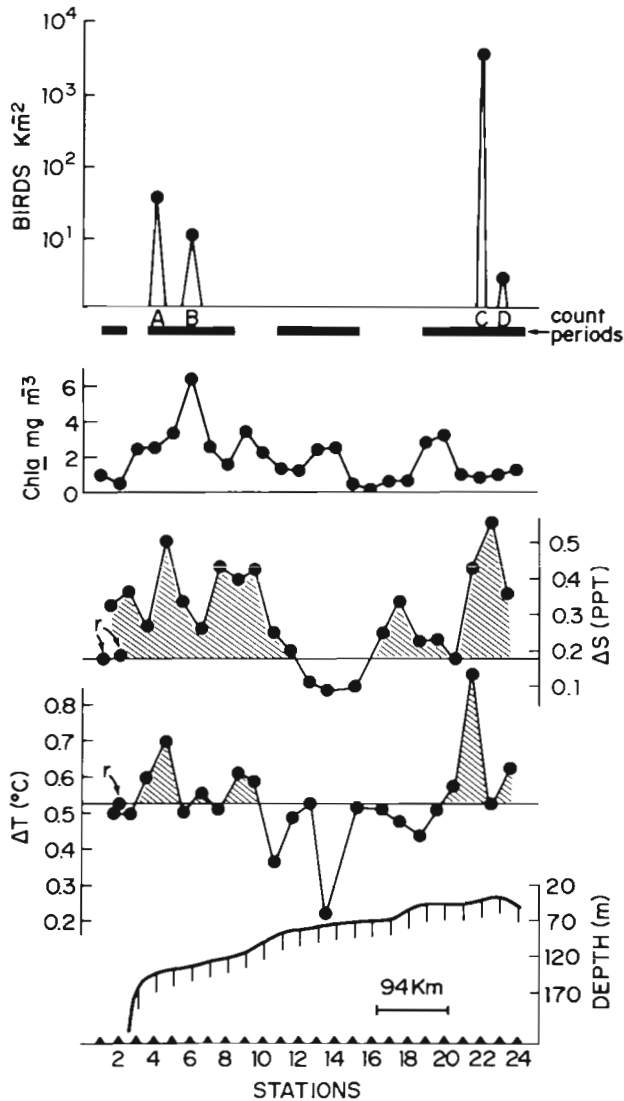 10⁴
10³
10²
10¹
BIRDS Km̄²
A B C D
count
periods
6
4
2
0
Chla mg m̄³
0.5
0.4
0.3
0.2
0.1
ΔS (PPT)
r
0.8
0.7
0.6
0.5
0.4
0.3
0.2
ΔT (°C)
r
20
70
120
170
DEPTH (m)
94 Km
2 4 6 8 10 12 14 16 18 20 22 24
STATIONS